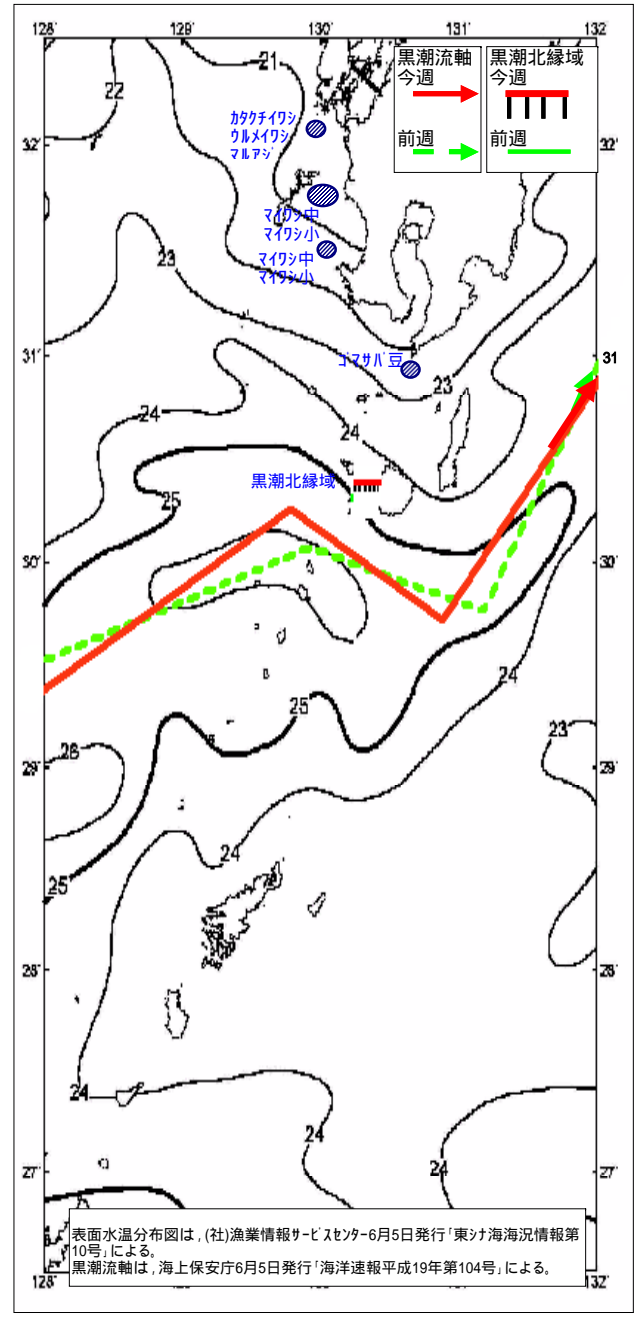 128° 129° 130° 131° 132°
黒潮流軸
今週
前週
黒潮北縁域
今週
前週
21
22
32°
32°
カタクチイワシ
ウルメイワシ
マルアジ
マイワシ中
マイワシ小
マイワシ中
マイワシ小
23
31°
31
ゴマサバ豆
23
24
24
黒潮北縁域
25
30°
30°
24
25
23
26
29°
29°
24
25
28°
28°
24
24
24
27°
27°
表面水温分布図は,(社)漁業情報サービスセンター6月5日発行「東シナ海海況情報第
10号」による。
黒潮流軸は,海上保安庁6月5日発行「海洋速報平成19年第104号」による。
128° 129° 130° 131° 132°